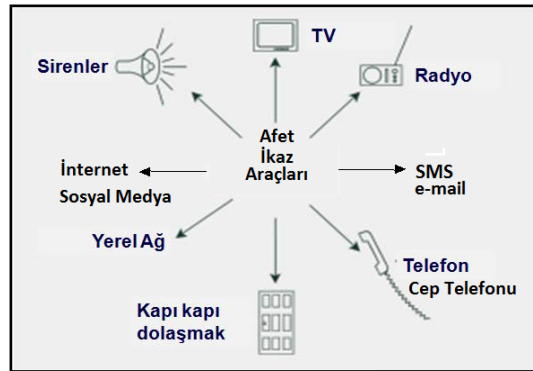 TV
Sirenler
Radyo
Afet
İkaz
Araçları
İnternet
Sosyal Medya
SMS
e-mail
Yerel Ağ
Telefon
Cep Telefonu
Kapı kapı
dolaşmak